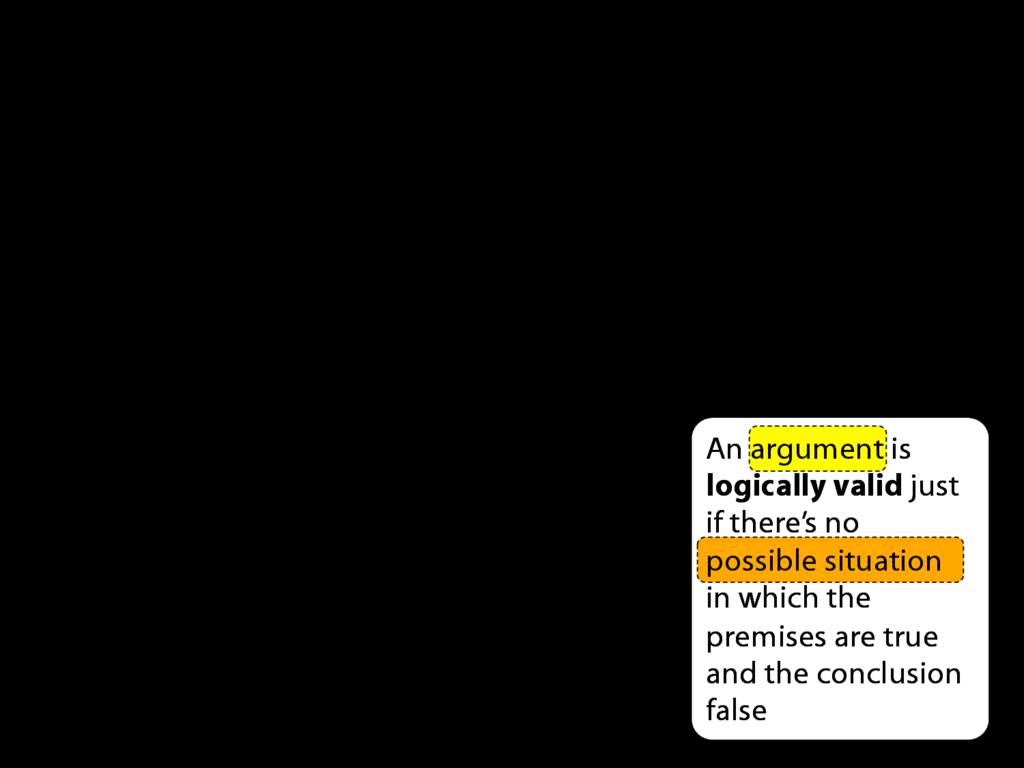 An argument is
logically valid just
if there’s no
possible situation
in which the
premises are true
and the conclusion
false